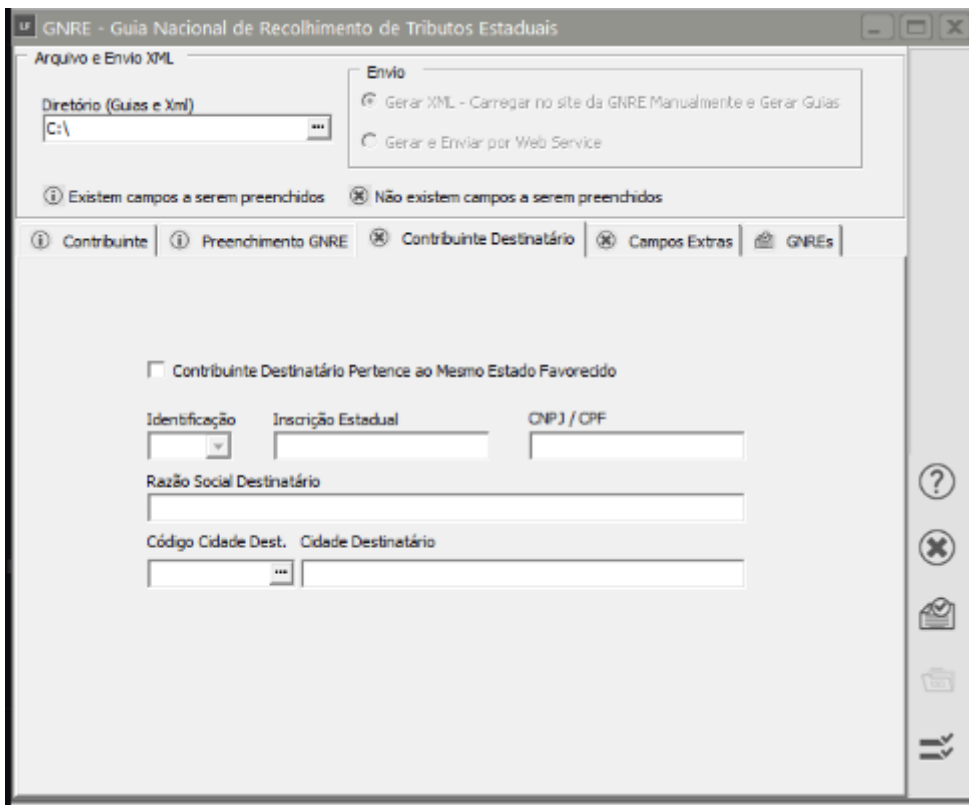 LF GNRE - Guia Nacional de Recolhimento de Tributos Estaduais
Arquivo e Envio XML
Diretório (Guias e Xml)
C:\
...
Envio
Gerar XML - Carregar no site da GNRE Manualmente e Gerar Guias
Gerar e Enviar por Web Service
Existem campos a serem preenchidos
Não existem campos a serem preenchidos
Contribuinte
Preenchimento GNRE
Contribuinte Destinatário
Campos Extras
GNREs
Contribuinte Destinatário Pertence ao Mesmo Estado Favorecido
Identificação
Inscrição Estadual
CNPJ / CPF
Razão Social Destinatário
Código Cidade Dest.
Cidade Destinatário
...